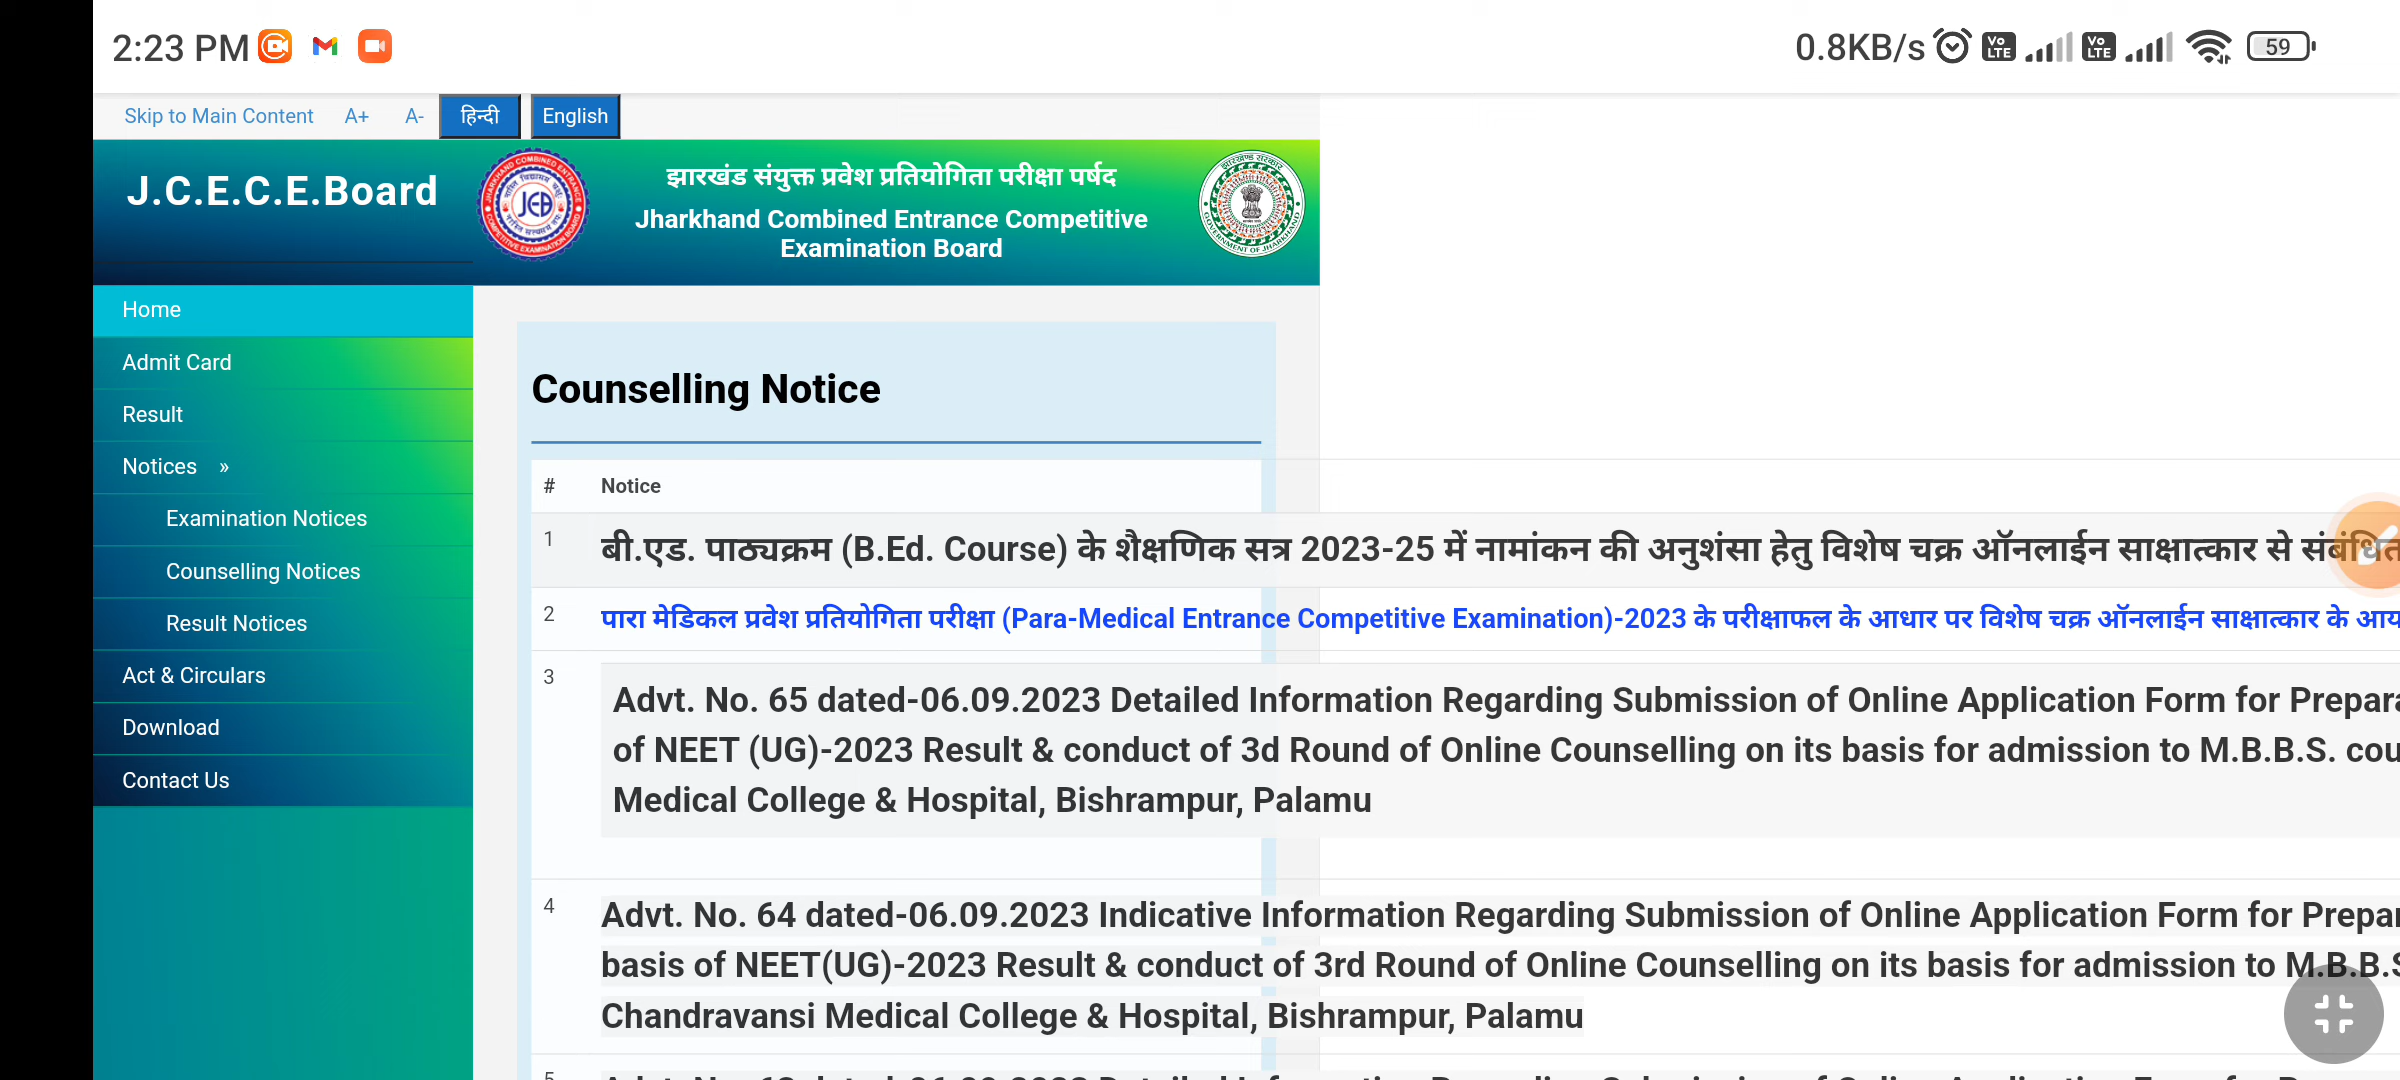 2:23 PM
0.8KB/s
Vo LTE
Vo LTE
59
Skip to Main Content A+ A- हिन्दी English
J.C.E.C.E.Board
JCEB
झारखंड संयुक्त प्रवेश प्रतियोगिता परीक्षा पर्षद
Jharkhand Combined Entrance Competitive
Examination Board
Home
Admit Card
Result
Notices »
Examination Notices
Counselling Notices
Result Notices
Act & Circulars
Download
Contact Us
Counselling Notice
# Notice
1 बी.एड. पाठ्यक्रम (B.Ed. Course) के शैक्षणिक सत्र 2023-25 में नामांकन की अनुशंसा हेतु विशेष चक्र ऑनलाईन साक्षात्कार से
2 पारा मेडिकल प्रवेश प्रतियोगिता परीक्षा (Para-Medical Entrance Competitive Examination)-2023 के परीक्षाफल के आधार पर विशेष चक्र ऑनलाईन साक्षात्कार के
3 Advt. No. 65 dated-06.09.2023 Detailed Information Regarding Submission of Online Application Form for
of NEET (UG)-2023 Result & conduct of 3d Round of Online Counselling on its basis for admission to M.B.B.S.
Medical College & Hospital, Bishrampur, Palamu
4 Advt. No. 64 dated-06.09.2023 Indicative Information Regarding Submission of Online Application Form for
basis of NEET(UG)-2023 Result & conduct of 3rd Round of Online Counselling on its basis for admission to
Chandravansi Medical College & Hospital, Bishrampur, Palamu
5